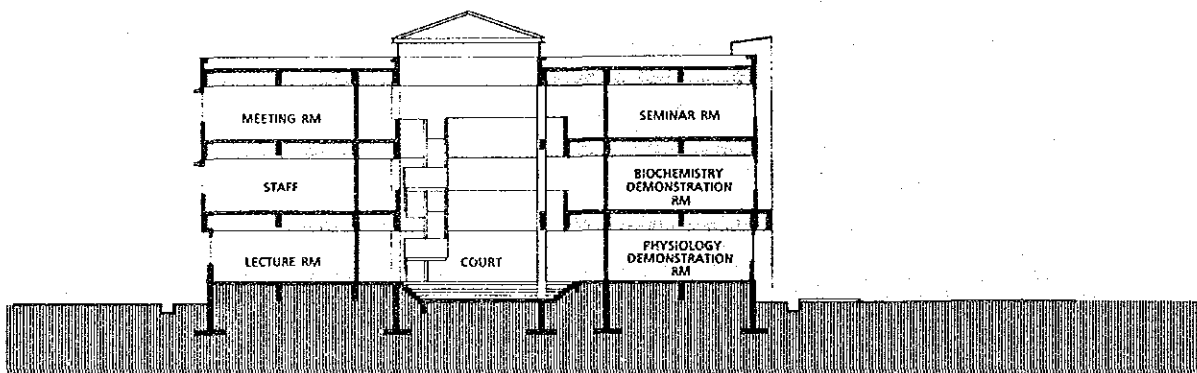 MEETING RM
SEMINAR RM
STAFF
BIOCHEMISTRY
DEMONSTRATION
RM
LECTURE RM
COURT
PHYSIOLOGY
DEMONSTRATION
RM